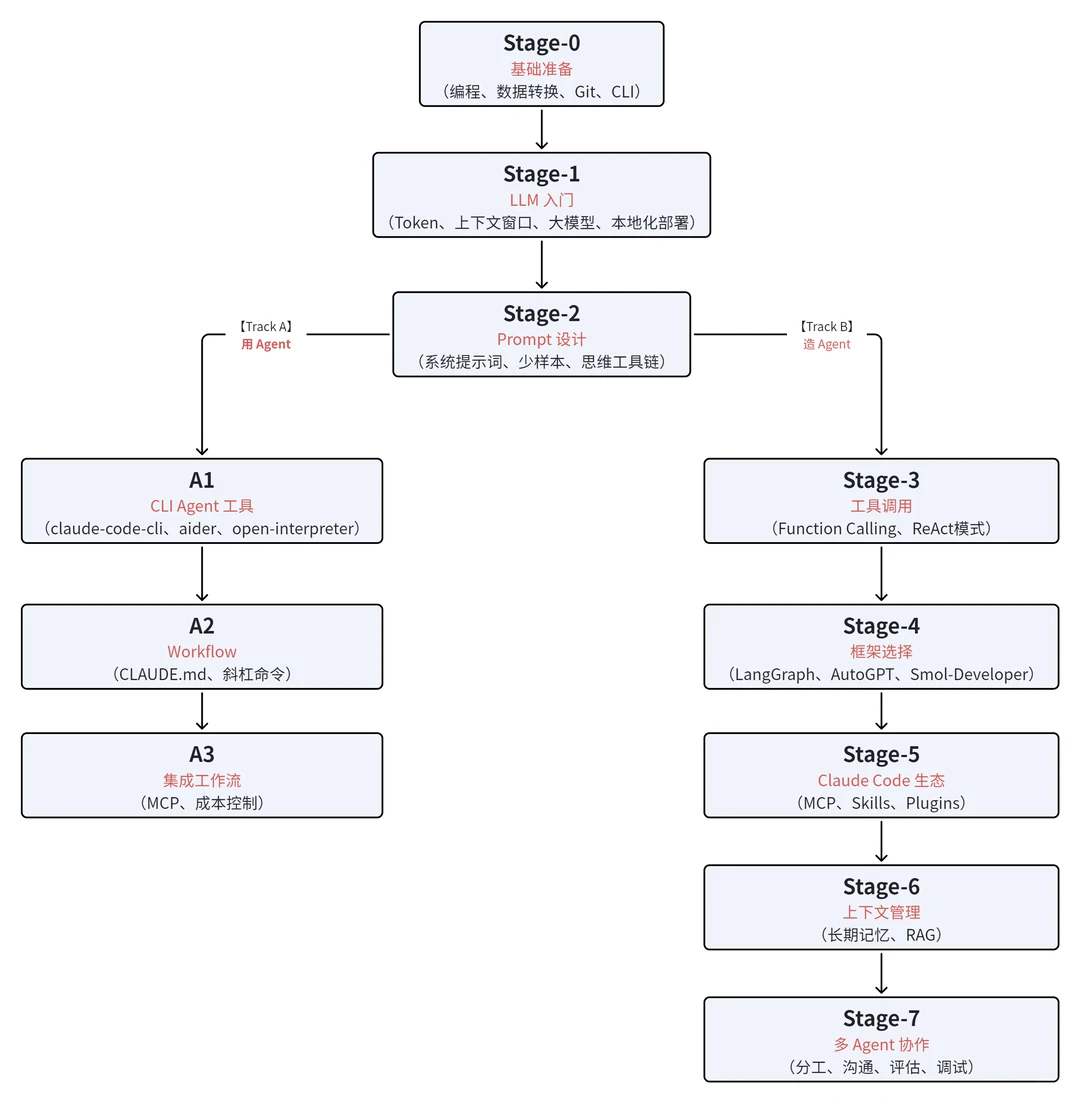 Stage-0
基础准备
（编程、数据转换、Git、CLI）
Stage-1
LLM 入门
（Token、上下文窗口、大模型、本地化部署）
Stage-2
Prompt 设计
（系统提示词、少样本、思维工具链）
【Track A】
用 Agent
【Track B】
造 Agent
A1
CLI Agent 工具
（claude-code-cli、aider、open-interpreter）
A2
Workflow
（CLAUDE.md、斜杠命令）
A3
集成工作流
（MCP、成本控制）
Stage-3
工具调用
（Function Calling、ReAct模式）
Stage-4
框架选择
（LangGraph、AutoGPT、Smol-Developer）
Stage-5
Claude Code 生态
（MCP、Skills、Plugins）
Stage-6
上下文管理
（长期记忆、RAG）
Stage-7
多 Agent 协作
（分工、沟通、评估、调试）